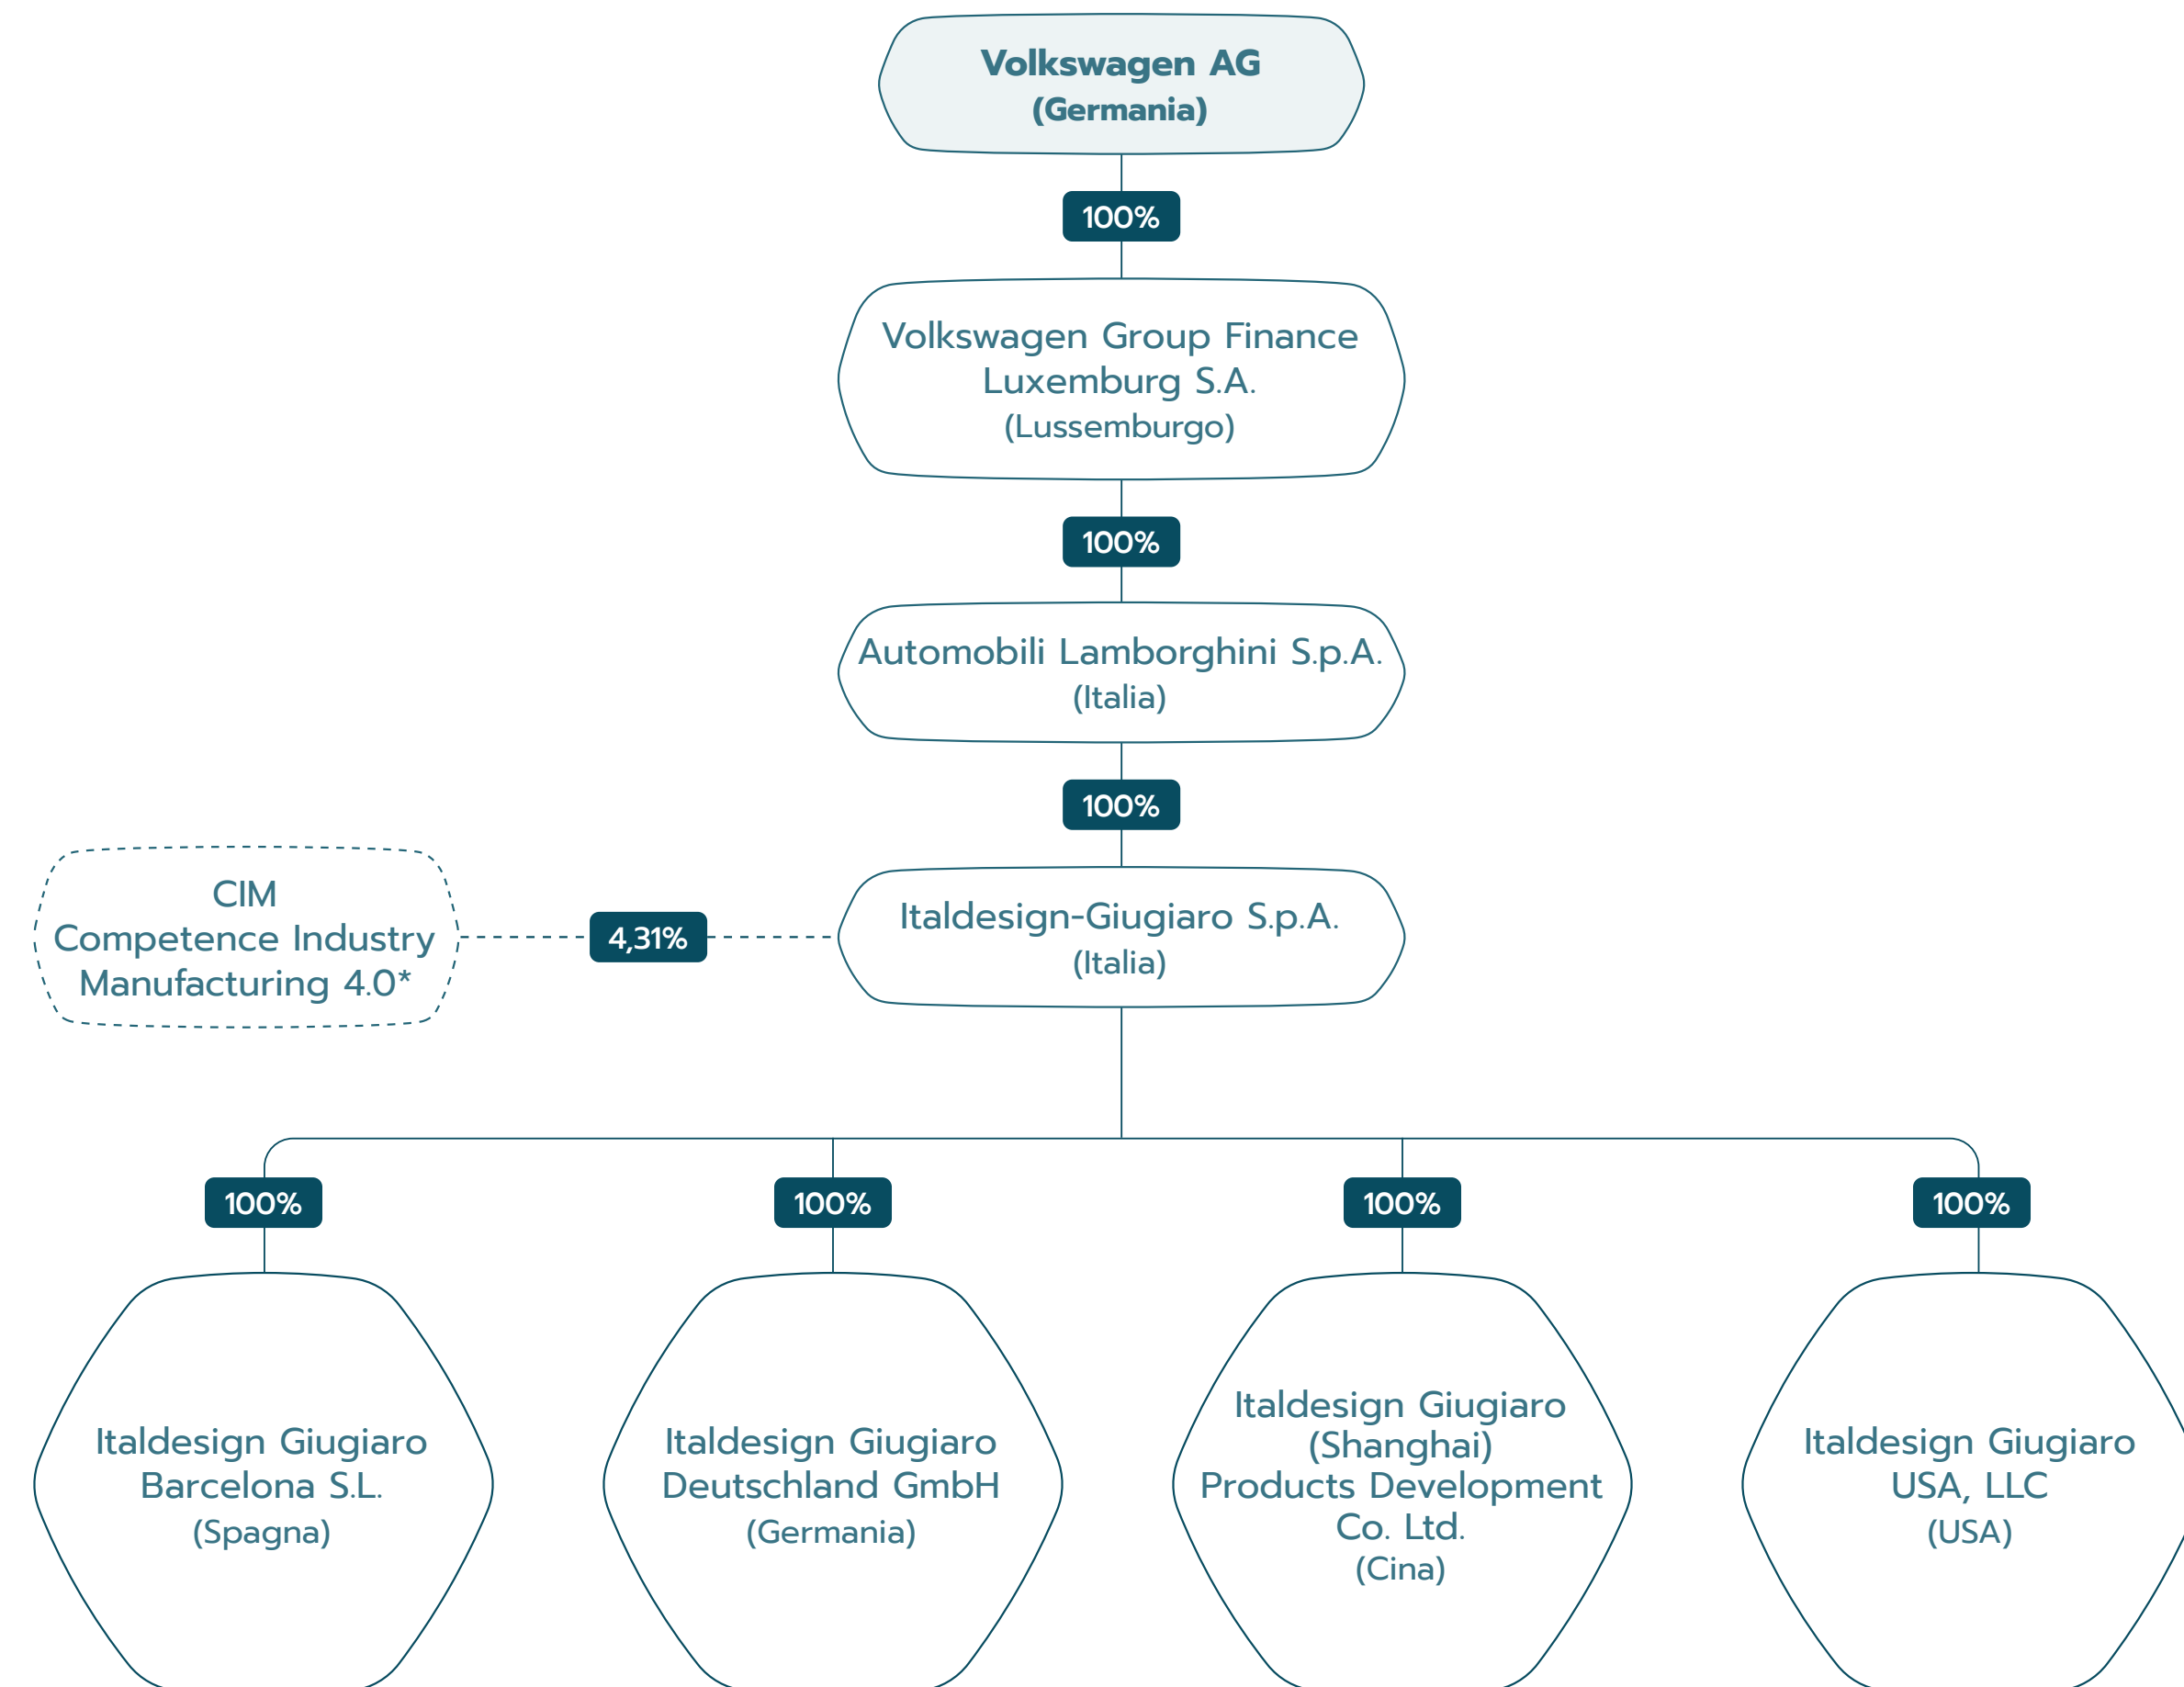 Volkswagen AG
(Germania)
100%
Volkswagen Group Finance
Luxemburg S.A.
(Lussemburgo)
100%
Automobili Lamborghini S.p.A.
(Italia)
100%
CIM
Competence Industry
Manufacturing 4.0*
4,31%
Italdesign-Giugiaro S.p.A.
(Italia)
100%
100%
100%
100%
Italdesign Giugiaro
Barcelona S.L.
(Spagna)
Italdesign Giugiaro
Deutschland GmbH
(Germania)
Italdesign Giugiaro
(Shanghai)
Products Development
Co. Ltd.
(Cina)
Italdesign Giugiaro
USA, LLC
(USA)